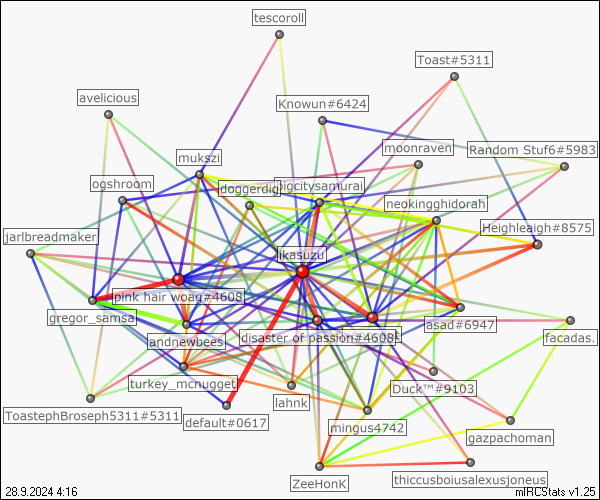 tescoroll
Toast#5311
avelicious
Knowun#6424
moonraven
Random Stuf6#5983
mukszi
ogshroom
doggerdigi
bigcitysamurai
neokingghidorah
Heighleaigh#8575
jarlbreadmaker
likasuzu
pink hair woag#4608
gregor_samsa
andnewbees
disaster of passion#4608
asad#6947
facadas.
turkey_mcnugget
Duck™#9103
ToastephBroseph5311#5311
default#0617
lahnk
mingus4742
gazpachoman
ZeeHonK
thiccusboiusalexusjoneus
28.9.2024 4:16
mIRCStats v1.25